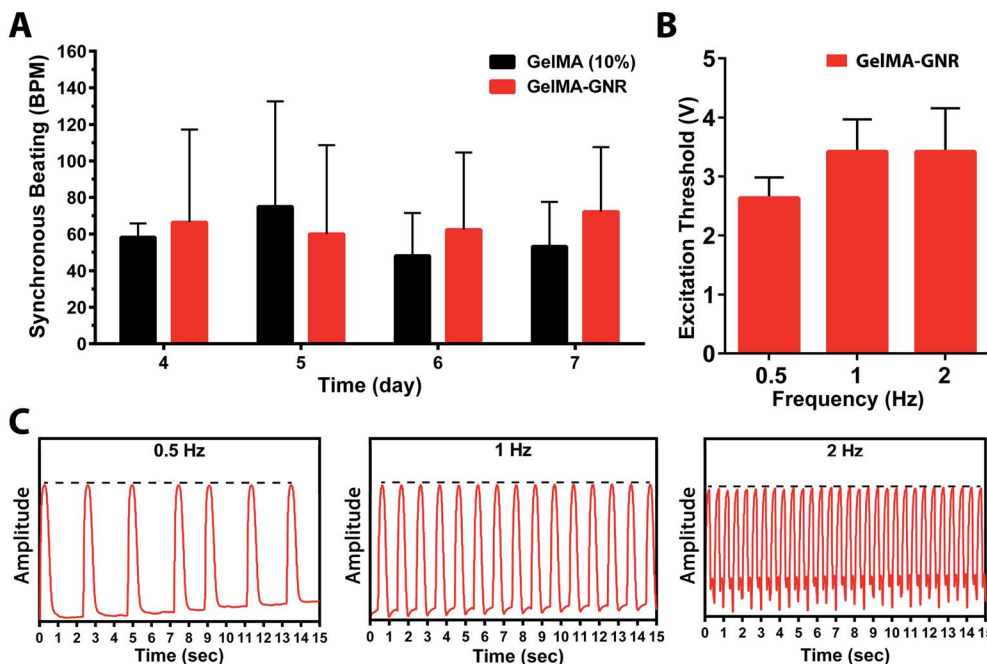 A
Synchronous Beating (BPM)
160
140
120
100
80
60
40
20
0
GelMA (10%)
GelMA-GNR
4 5 6 7
Time (day)
B
Excitation Threshold (V)
5
4
3
2
1
0
GelMA-GNR
0.5 1 2
Frequency (Hz)
C
0.5 Hz
Amplitude
0 1 2 3 4 5 6 7 8 9 10 11 12 13 14 15
Time (sec)
1 Hz
Amplitude
0 1 2 3 4 5 6 7 8 9 10 11 12 13 14 15
Time (sec)
2 Hz
Amplitude
0 1 2 3 4 5 6 7 8 9 10 11 12 13 14 15
Time (sec)